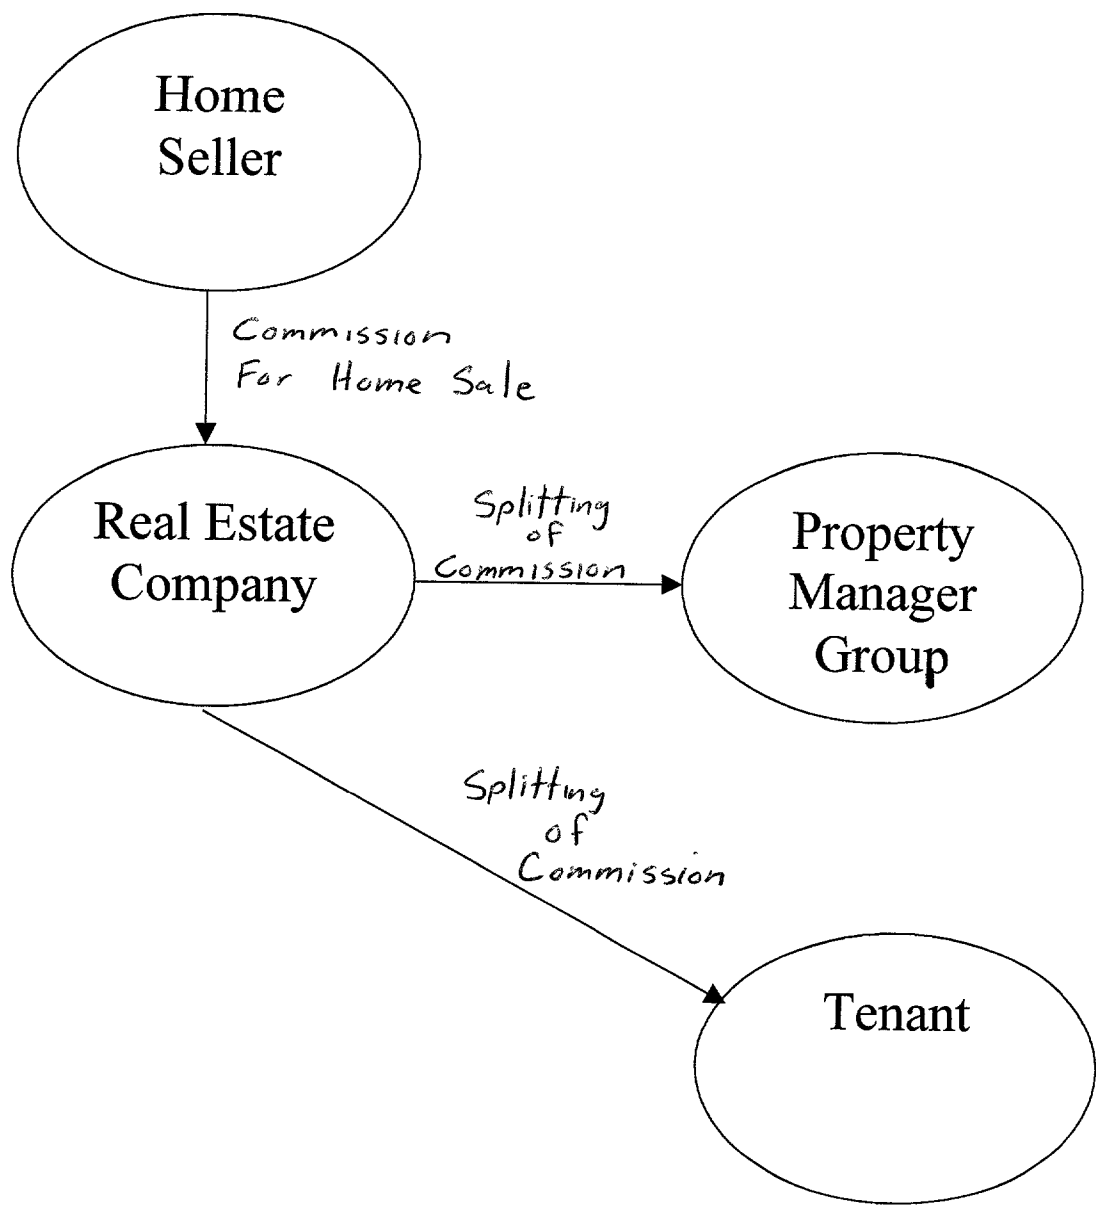 Home
Seller
Commission
For Home Sale
Real Estate
Company
Splitting
of
Commission
Property
Manager
Group
Splitting
of
Commission
Tenant